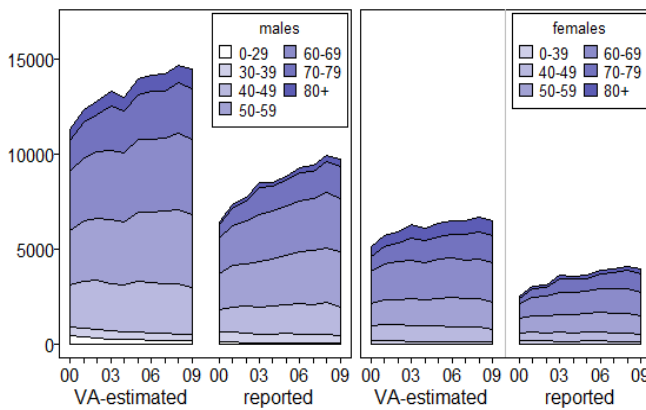 males
0-29 60-69
30-39 70-79
40-49 80+
50-59
females
0-39 60-69
40-49 70-79
50-59 80+
15000
10000
5000
0
00 03 06 09 00 03 06 09 00 03 06 09 00 03 06 09
VA-estimated reported VA-estimated reported